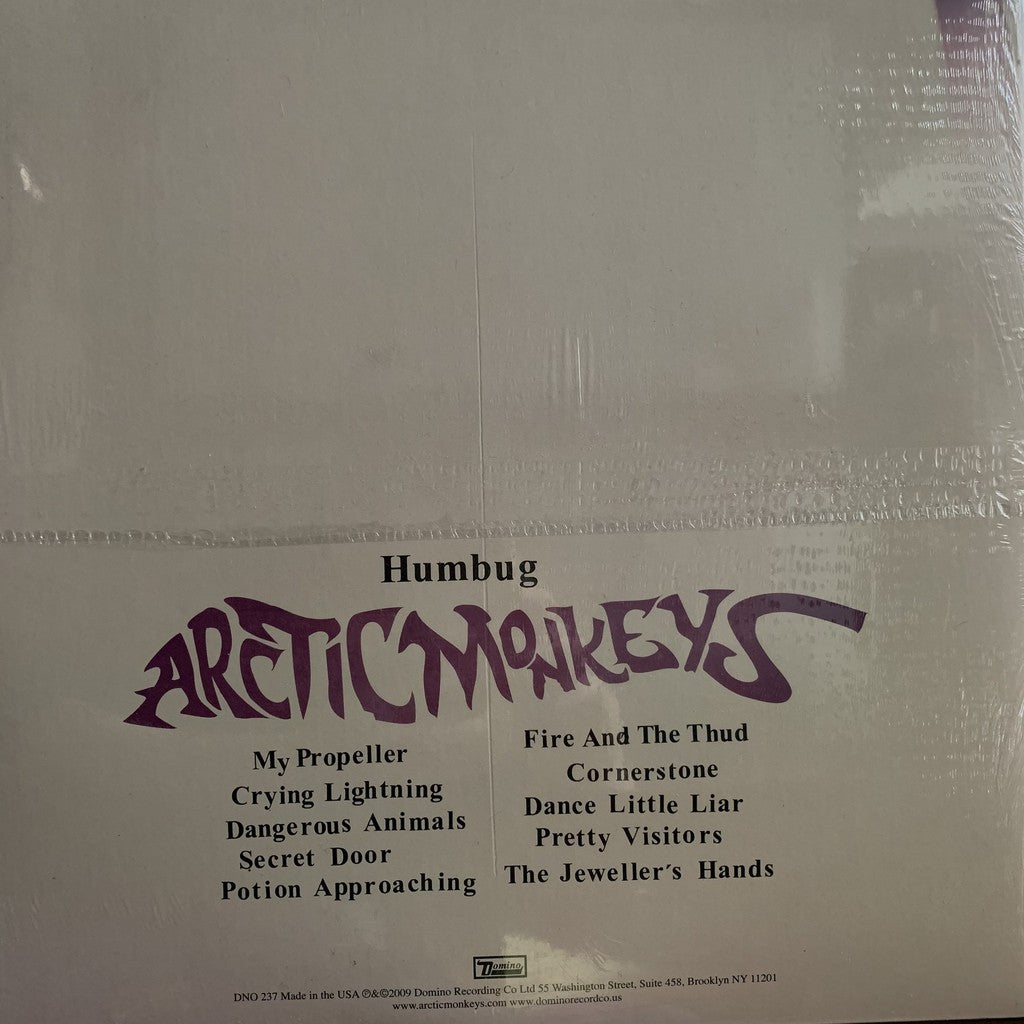 Humbug
ARCTIC MONKEYS
My Propeller
Crying Lightning
Dangerous Animals
Secret Door
Potion Approaching
Fire And The Thud
Cornerstone
Dance Little Liar
Pretty Visitors
The Jeweller´s Hands
Domino
DNO 237 Made in the USA ℗&©2009 Domino Recording Co Ltd 55 Washington Street, Suite 458, Brooklyn NY 11201
www.arcticmonkeys.com www.dominorecordco.us